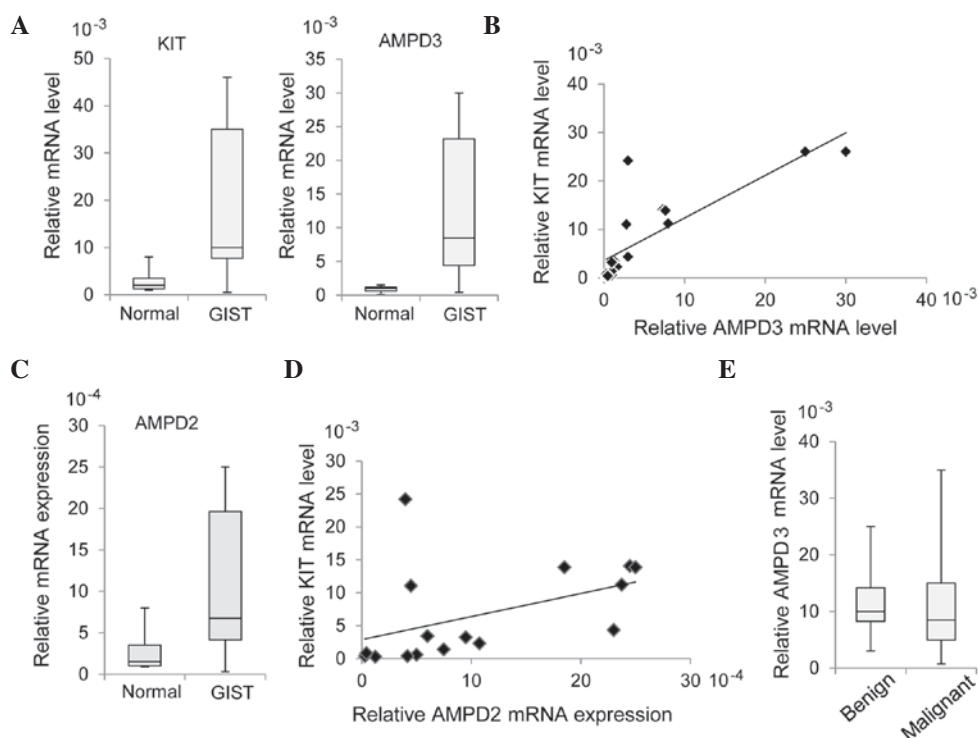 A
10-3
KIT
Relative mRNA level
50
40
30
20
10
0
Normal
GIST
10-3
AMPD3
Relative mRNA level
35
30
25
20
15
10
5
0
Normal
GIST
B
10-3
Relative KIT mRNA level
40
30
20
10
0
0
10
20
30
40 10-3
Relative AMPD3 mRNA level
C
10-4
AMPD2
Relative mRNA expression
30
25
20
15
10
5
0
Normal
GIST
D
10-3
Relative KIT mRNA level
30
25
20
15
10
5
0
0
10
20
30 10-4
Relative AMPD2 mRNA expression
E
10-3
Relative AMPD3 mRNA level
40
30
20
10
0
Benign
Malignant